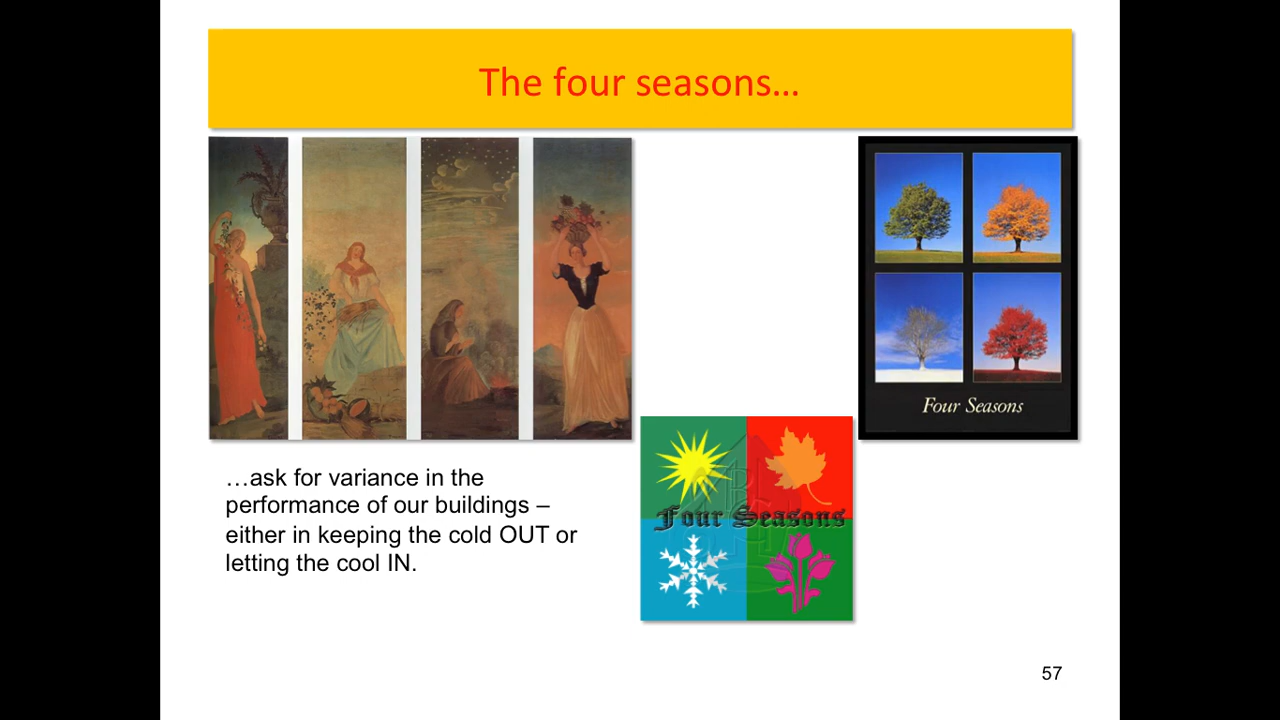 The four seasons...
Four Seasons
…ask for variance in the
performance of our buildings –
either in keeping the cold OUT or
letting the cool IN.
Four Seasons
57